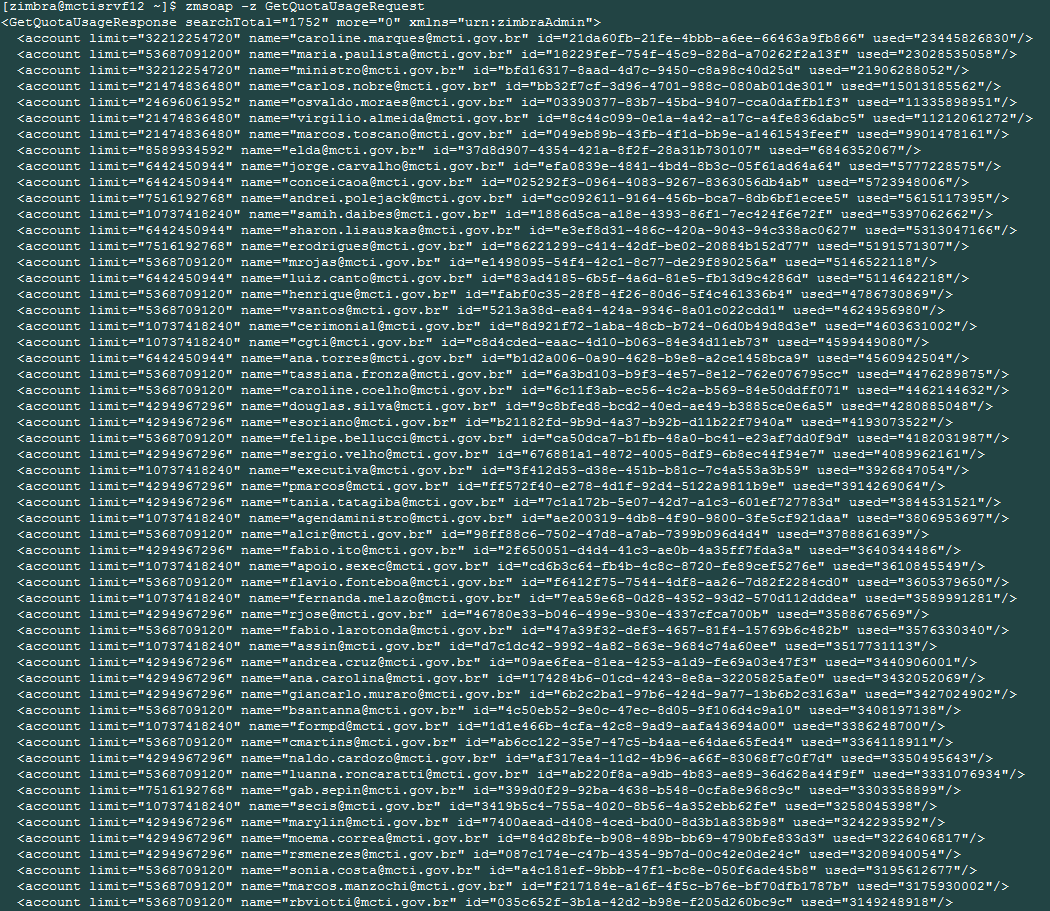 [zimbra@mctisrvf12 ~]$ zmsoap -z GetQuotaUsageRequest
<GetQuotaUsageResponse searchTotal="1752" more="0" xmlns="urn:zimbraAdmin">
<account limit="32212254720" name="caroline.marques@mcti.gov.br" id="21da60fb-21fe-4bbb-a6ee-66463a9fb866" used="23445826830"/>
<account limit="53687091200" name="maria.paulista@mcti.gov.br" id="18229fef-754f-45c9-828d-a70262f2a13f" used="23028535058"/>
<account limit="32212254720" name="ministro@mcti.gov.br" id="bfd16317-8aad-4d7c-9450-c8a98c40d25d" used="21906288052"/>
<account limit="21474836480" name="carlos.nobre@mcti.gov.br" id="bb32f7cf-3d96-4701-988c-080ab01de301" used="15013185562"/>
<account limit="24696061952" name="osvaldo.moraes@mcti.gov.br" id="03390377-83b7-45bd-9407-cca0daffb1f3" used="11335898951"/>
<account limit="21474836480" name="virgilio.almeida@mcti.gov.br" id="8c44c099-0e1a-4a42-a17c-a4fe836dabc5" used="11212061272"/>
<account limit="21474836480" name="marcos.toscano@mcti.gov.br" id="049eb89b-43fb-4f1d-bb9e-a1461543feef" used="9901478161"/>
<account limit="8589934592" name="elda@mcti.gov.br" id="37d8d907-4354-421a-8f2f-28a31b730107" used="6846352067"/>
<account limit="6442450944" name="jorge.carvalho@mcti.gov.br" id="efa0839e-4841-4bd4-8b3c-05f61ad64a64" used="5777228575"/>
<account limit="6442450944" name="conceicaoa@mcti.gov.br" id="025292f3-0964-4083-9267-8363056db4ab" used="5723948006"/>
<account limit="7516192768" name="andrei.polejack@mcti.gov.br" id="cc092611-9164-456b-bca7-8db6bf1ecee5" used="5615117395"/>
<account limit="10737418240" name="samih.daibes@mcti.gov.br" id="1886d5ca-a18e-4393-86f1-7ec424f6e72f" used="5397062662"/>
<account limit="6442450944" name="sharon.lisauskas@mcti.gov.br" id="e3ef8d31-486c-420a-9043-94c338ac0627" used="5313047166"/>
<account limit="7516192768" name="erodrigues@mcti.gov.br" id="86221299-c414-42df-be02-20884b152d77" used="5191571307"/>
<account limit="5368709120" name="mrojas@mcti.gov.br" id="e1498095-54f4-42c1-8c77-de29f890256a" used="5146522118"/>
<account limit="6442450944" name="luiz.canto@mcti.gov.br" id="83ad4185-6b5f-4a6d-81e5-fb13d9c4286d" used="5114642218"/>
<account limit="5368709120" name="henrique@mcti.gov.br" id="fabf0c35-28f8-4f26-80d6-5f4c461336b4" used="4786730869"/>
<account limit="5368709120" name="vsantos@mcti.gov.br" id="5213a38d-ea84-424a-9346-8a01c022cdd1" used="4624956980"/>
<account limit="10737418240" name="cerimonial@mcti.gov.br" id="8d921f72-1aba-48cb-b724-06d0b49d8d3e" used="4603631002"/>
<account limit="10737418240" name="cgti@mcti.gov.br" id="c8d4cded-eaac-4d10-b063-84e34d11eb73" used="4599449080"/>
<account limit="6442450944" name="ana.torres@mcti.gov.br" id="b1d2a006-0a90-4628-b9e8-a2ce1458bca9" used="4560942504"/>
<account limit="5368709120" name="tassiana.fronza@mcti.gov.br" id="6a3bd103-b9f3-4e57-8e12-762e076795cc" used="4476289875"/>
<account limit="5368709120" name="caroline.coelho@mcti.gov.br" id="6c11f3ab-ec56-4c2a-b569-84e50ddff071" used="4462144632"/>
<account limit="4294967296" name="douglas.silva@mcti.gov.br" id="9c8bfed8-bcd2-40ed-ae49-b3885ce0e6a5" used="4280885048"/>
<account limit="4294967296" name="esoriano@mcti.gov.br" id="b21182fd-9b9d-4a37-b92b-d11b22f7940a" used="4193073522"/>
<account limit="5368709120" name="felipe.bellucci@mcti.gov.br" id="ca50dca7-b1fb-48a0-bc41-e23af7dd0f9d" used="4182031987"/>
<account limit="4294967296" name="sergio.velho@mcti.gov.br" id="676881a1-4872-4005-8df9-6b8ec44f94e7" used="4089962161"/>
<account limit="10737418240" name="executiva@mcti.gov.br" id="3f412d53-d38e-451b-b81c-7c4a553a3b59" used="3926847054"/>
<account limit="4294967296" name="pmarcos@mcti.gov.br" id="ff572f40-e278-4d1f-92d4-5122a9811b9e" used="3914269064"/>
<account limit="4294967296" name="tania.tatagiba@mcti.gov.br" id="7c1a172b-5e07-42d7-a1c3-601ef727783d" used="3844531521"/>
<account limit="10737418240" name="agendaministro@mcti.gov.br" id="ae200319-4db8-4f90-9800-3fe5cf921daa" used="3806953697"/>
<account limit="5368709120" name="alcir@mcti.gov.br" id="98ff88c6-7502-47d8-a7ab-7399b096d4d4" used="3788861639"/>
<account limit="4294967296" name="fabio.ito@mcti.gov.br" id="2f650051-d4d4-41c3-ae0b-4a35ff7fda3a" used="3640344486"/>
<account limit="10737418240" name="apoio.sexec@mcti.gov.br" id="cd6b3c64-fb4b-4c8c-8720-fe89cef5276e" used="3610845549"/>
<account limit="5368709120" name="flavio.fonteboa@mcti.gov.br" id="f6412f75-7544-4df8-aa26-7d82f2284cd0" used="3605379650"/>
<account limit="10737418240" name="fernanda.melazo@mcti.gov.br" id="7ea59e68-0d28-4352-93d2-570d112dddea" used="3589991281"/>
<account limit="4294967296" name="rjose@mcti.gov.br" id="46780e33-b046-499e-930e-4337cfca700b" used="3588676569"/>
<account limit="5368709120" name="fabio.larotonda@mcti.gov.br" id="47a39f32-def3-4657-81f4-15769b6c482b" used="3576330340"/>
<account limit="10737418240" name="assin@mcti.gov.br" id="d7c1dc42-9992-4a82-863e-9684c74a60ee" used="3517731113"/>
<account limit="4294967296" name="andrea.cruz@mcti.gov.br" id="09ae6fea-81ea-4253-a1d9-fe69a03e47f3" used="3440906001"/>
<account limit="4294967296" name="ana.carolina@mcti.gov.br" id="174284b6-01cd-4243-8e8a-32205825afe0" used="3432052069"/>
<account limit="4294967296" name="giancarlo.muraro@mcti.gov.br" id="6b2c2ba1-97b6-424d-9a77-13b6b2c3163a" used="3427024902"/>
<account limit="5368709120" name="bsantanna@mcti.gov.br" id="4c50eb52-9e0c-47ec-8d05-9f106d4c9a10" used="3408197138"/>
<account limit="10737418240" name="formpd@mcti.gov.br" id="1d1e466b-4cfa-42c8-9ad9-aafa43694a00" used="3386248700"/>
<account limit="5368709120" name="cmartins@mcti.gov.br" id="ab6cc122-35e7-47c5-b4aa-e64dae65fed4" used="3364118911"/>
<account limit="4294967296" name="naldo.cardozo@mcti.gov.br" id="af317ea4-11d2-4b96-a66f-83068f7c0f7d" used="3350495643"/>
<account limit="5368709120" name="luanna.roncaratti@mcti.gov.br" id="ab220f8a-a9db-4b83-ae89-36d628a44f9f" used="3331076934"/>
<account limit="7516192768" name="gab.sepin@mcti.gov.br" id="399d0f29-92ba-4638-b548-0cfa8e968c9c" used="3303358899"/>
<account limit="10737418240" name="secis@mcti.gov.br" id="3419b5c4-755a-4020-8b56-4a352ebb62fe" used="3258045398"/>
<account limit="5368709120" name="marylin@mcti.gov.br" id="7400aead-d408-4ced-bd00-8d3b1a838b98" used="3242293592"/>
<account limit="4294967296" name="moema.correa@mcti.gov.br" id="84d28bfe-b908-489b-bb69-4790bfe833d3" used="3226406817"/>
<account limit="4294967296" name="rsmenezes@mcti.gov.br" id="087c174e-c47b-4354-9b7d-00c42e0de24c" used="3208940054"/>
<account limit="5368709120" name="sonia.costa@mcti.gov.br" id="a4c181ef-9bbb-47f1-bc8e-050f6ade45b8" used="3195612677"/>
<account limit="5368709120" name="marcos.manzochi@mcti.gov.br" id="f217184e-a16f-4f5c-b76e-bf70dfb1787b" used="3175930002"/>
<account limit="5368709120" name="rbviotti@mcti.gov.br" id="035c652f-3b1a-42d2-b98e-f205d260bc9c" used="3149248918"/>